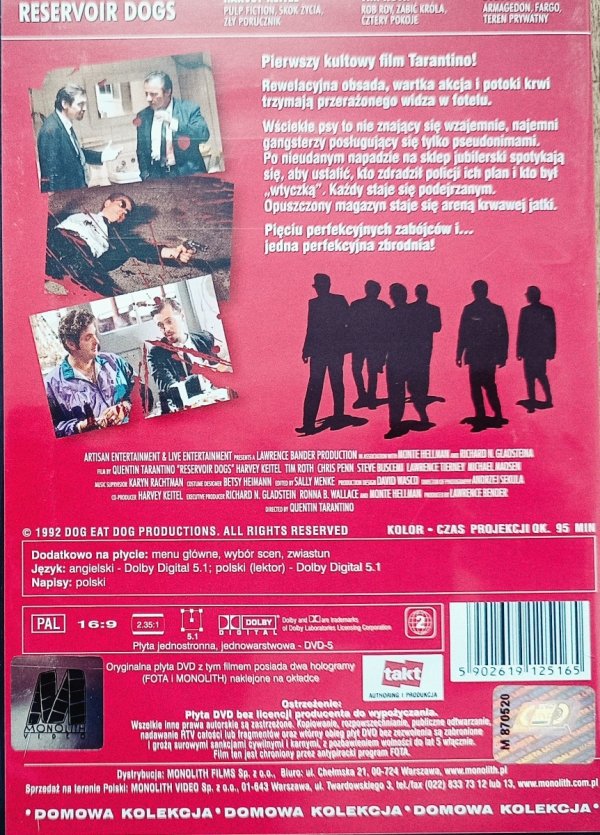 RESERVOIR DOGS
PULP FICTION, SKOK ŻYCIA,
ZŁY PORUCZNIK
ROB ROY, ZABIĆ KRÓLA,
CZTERY POKOJE
ARMAGEDON, FARGO,
TEREN PRYWATNY
Pierwszy kultowy film Tarantino!
Rewelacyjna obsada, wartka akcja i potoki krwi
trzymają przerażonego widza w fotelu.
Wściekłe psy to nie znający się wzajemnie, najemni
gangsterzy posługujący się tylko pseudonimami.
Po nieudanym napadzie na sklep jubilerski spotykają
się, aby ustalić, kto zdradził policji ich plan i kto był
„wtyczką”. Każdy staje się podejrzanym.
Opuszczony magazyn staje się areną krwawej jatki.
Pięciu perfekcyjnych zabójców i...
jedna perfekcyjna zbrodnia!
ARTISAN ENTERTAINMENT & LIVE ENTERTAINMENT PRESENTS A LAWRENCE BANDER PRODUCTION IN ASSOCIATION WITH MONTE HELLMAN AND RICHARD N. GLADSTEINA
FILM BY QUENTIN TARANTINO "RESERVOIR DOGS" HARVEY KEITEL TIM ROTH CHRIS PENN STEVE BUSCEMI LAWRENCE TIERNEY MICHAEL MADSEN
MUSIC SUPERVISOR KARYN RACHTMAN COSTUME DESIGNER BETSY HEIMANN EDITED BY SALLY MENKE PRODUCTION DESIGN DAVID WASCO DIRECTOR OF PHOTOGRAPHY ANDRZEJ SEKULA
CO-PRODUCER HARVEY KEITEL EXECUTIVE PRODUCER RICHARD N. GLADSTEIN RONNA B. WALLACE AND MONTE HELLMAN PRODUCED BY LAWRENCE BENDER
DIRECTED BY QUENTIN TARANTINO
© 1992 DOG EAT DOG PRODUCTIONS. ALL RIGHTS RESERVED
KOLOR - CZAS PROJEKCJI OK. 95 MIN
Dodatkowo na płycie: menu główne, wybór scen, zwiastun
Język: angielski - Dolby Digital 5.1; polski (lektor) - Dolby Digital 5.1
Napisy: polski
PAL 16:9 2.35:1 5.1 DOLBY DIGITAL
Dolby and are trademarks
of Dolby Laboratories Licensing Corporation
2
Płyta jednostronna, jednowarstwowa - DVD-5
5 902619 125165
Oryginalna płyta DVD z tym filmem posiada dwa hologramy
(FOTA i MONOLITH) naklejone na okładce
takt
AUTHORING I PRODUKCJA
MONOLITH
VIDEO
M 870520
Ostrzeżenie:
Płyta DVD bez licencji producenta do wypożyczania.
Wszelkie inne prawa autorskie są zastrzeżone. Kopiowanie, rozpowszechnianie, publiczne odtwarzanie,
nadawanie RTV całości lub fragmentów oraz wtórny obieg płyt DVD bez zezwolenia są zabronione
i grożą surowymi sankcjami cywilnymi i karnymi, z pozbawieniem wolności do lat 5 włącznie.
Film ten jest chroniony przez antypiracki program FOTA.
Dystrybucja: MONOLITH FILMS Sp. z o.o., Biuro: ul. Chełmska 21, 00-724 Warszawa, www.monolith.pl
Sprzedaż na terenie Polski: MONOLITH VIDEO Sp. z o.o. 01-643 Warszawa, ul. Twardowskiego 3, tel./fax (022) 833 73 12 lub 13, www.monolith.com.pl
• DOMOWA KOLEKCJA • DOMOWA KOLEKCJA • DOMOWA KOLEKCJA •